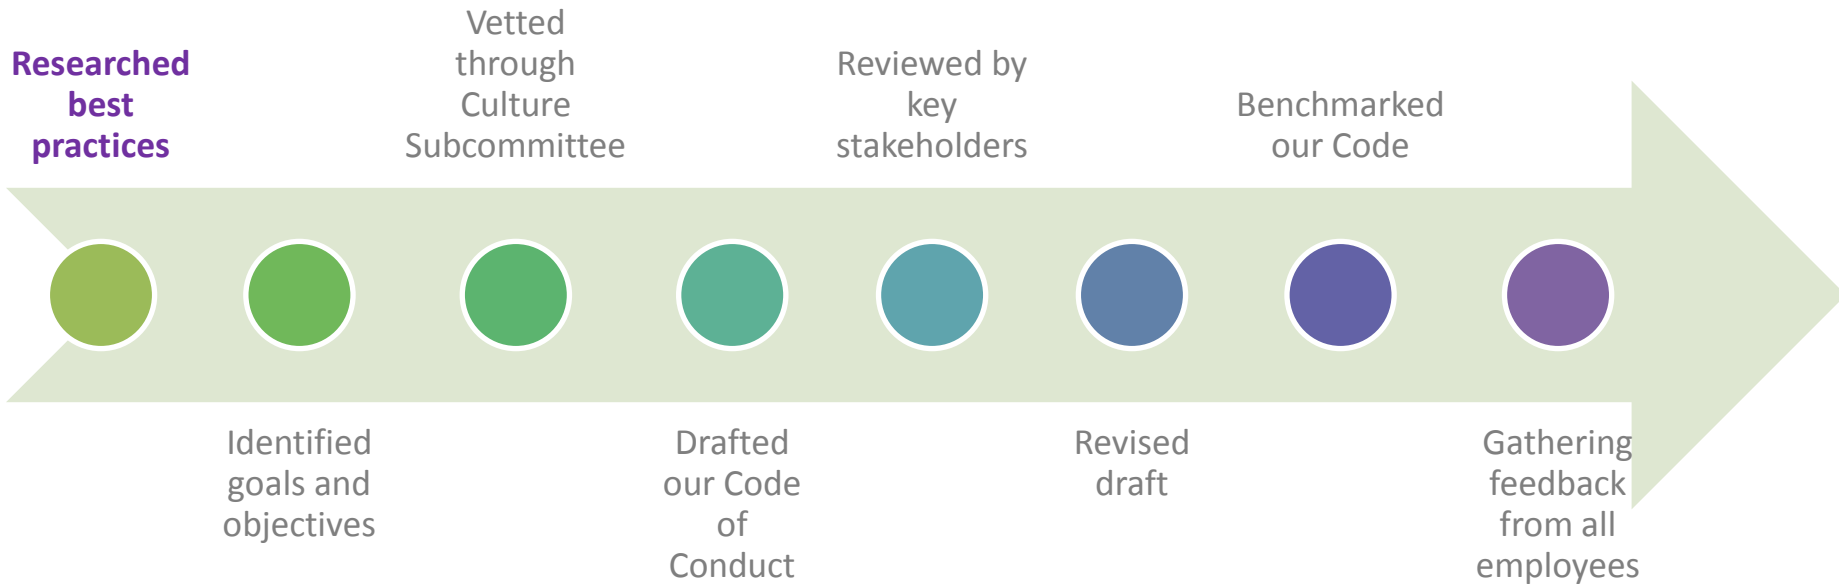 Researched
best
practices
Identified
goals and
objectives
Vetted
through
Culture
Subcommittee
Drafted
our Code
of
Conduct
Reviewed by
key
stakeholders
Revised
draft
Benchmarked
our Code
Gathering
feedback
from all
employees